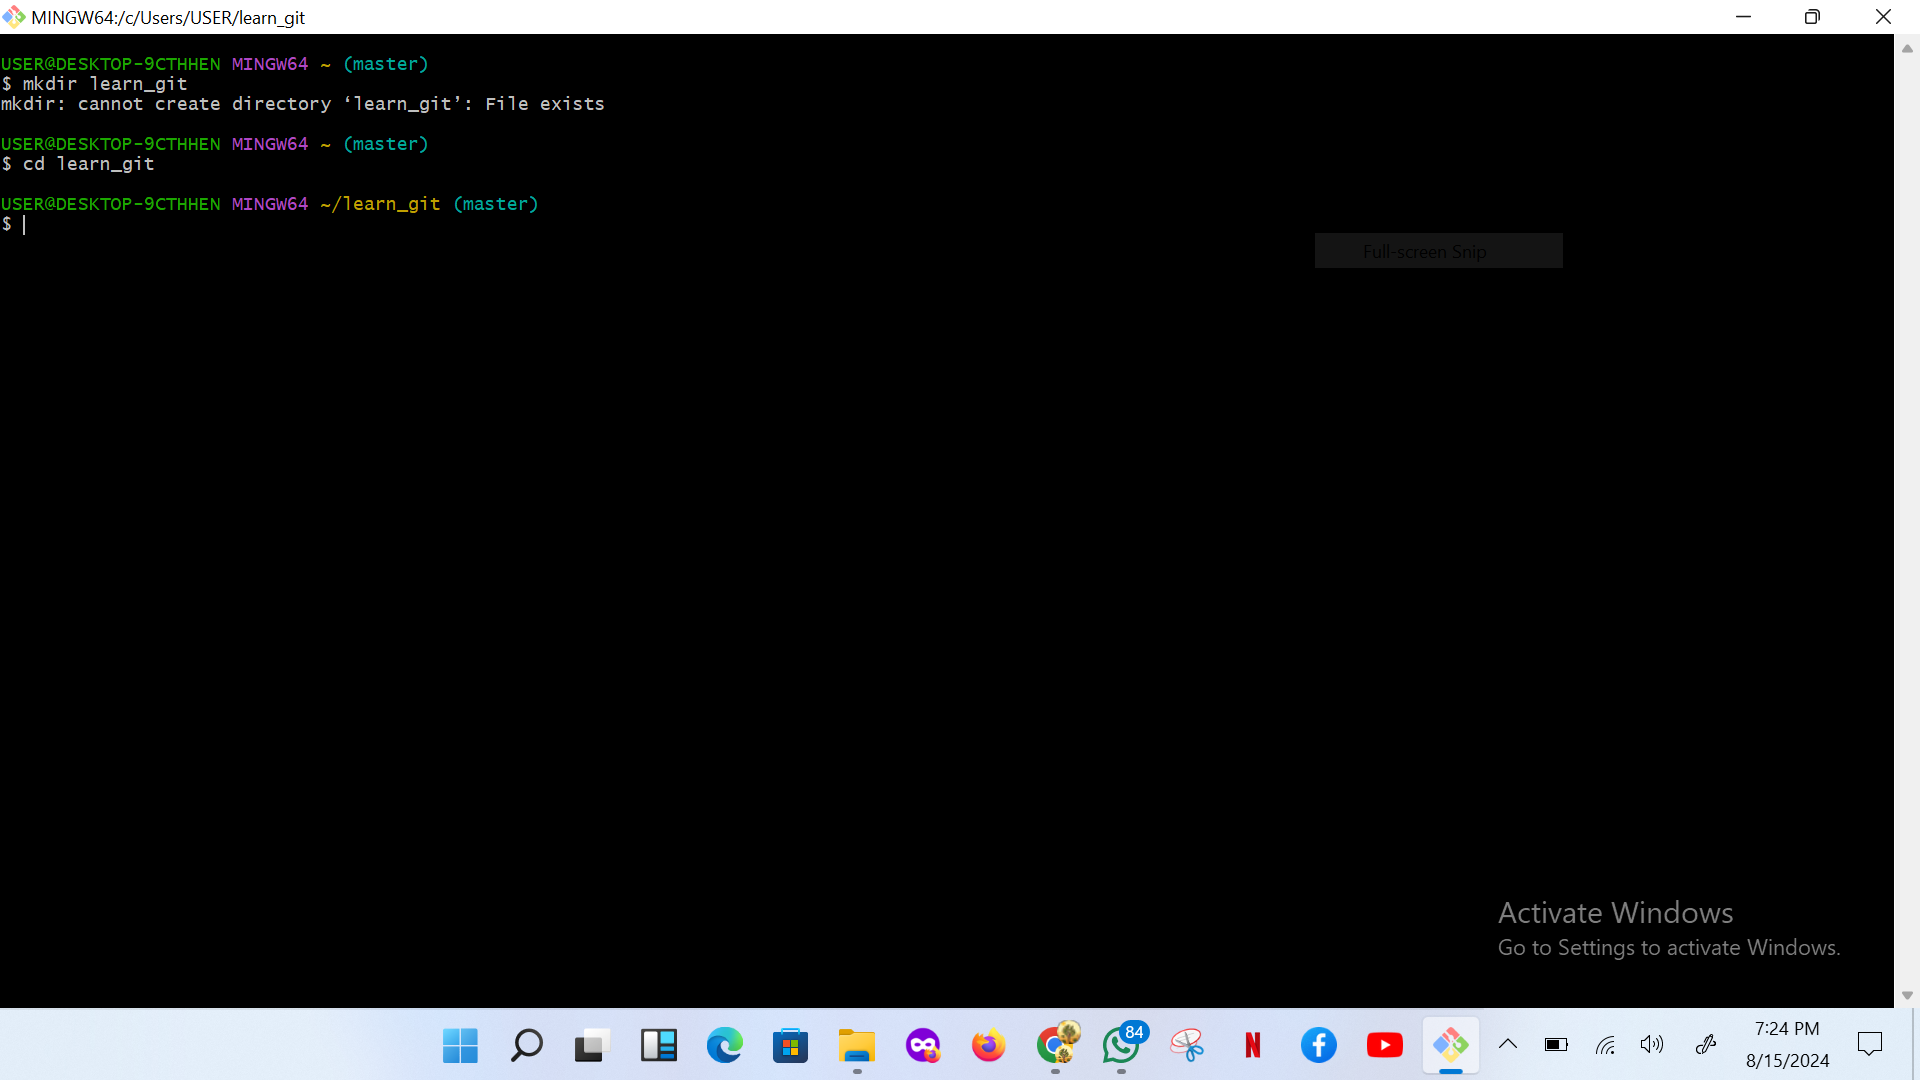 MINGW64:/c/Users/USER/learn_git
USER@DESKTOP-9CTHHEN MINGW64 ~ (master)
$ mkdir learn_git
mkdir: cannot create directory ‘learn_git’: File exists
USER@DESKTOP-9CTHHEN MINGW64 ~ (master)
$ cd learn_git
USER@DESKTOP-9CTHHEN MINGW64 ~/learn_git (master)
$
Full-screen Snip
Activate Windows
Go to Settings to activate Windows.
84
N
7:24 PM
8/15/2024